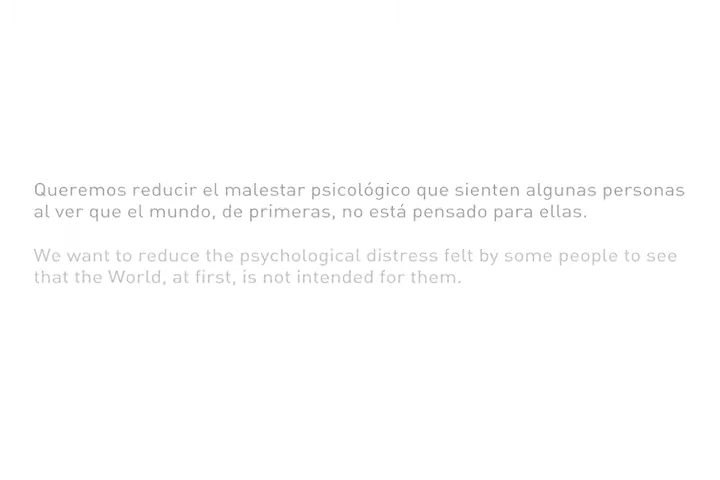 Queremos reducir el malestar psicológico que sienten algunas personas
al ver que el mundo, de primeras, no está pensado para ellas.
We want to reduce the psychological distress felt by some people to see
that the World, at first, is not intended for them.